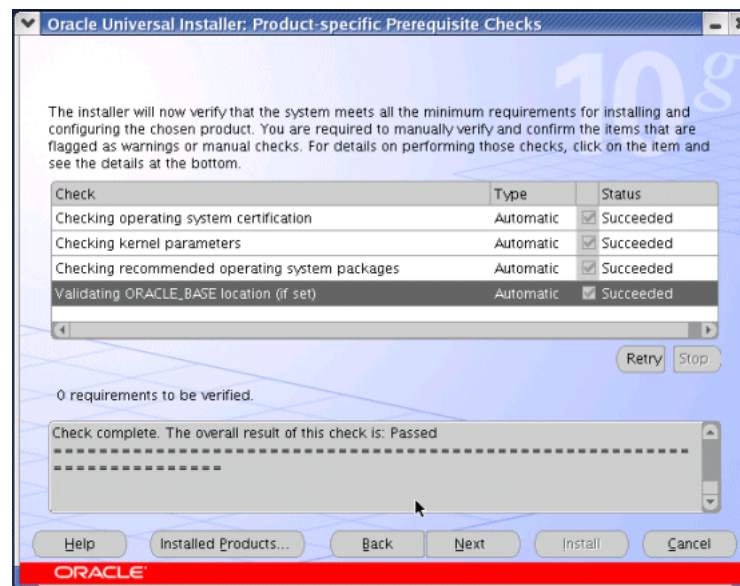 Oracle Universal Installer: Product-specific Prerequisite Checks
10g
The installer will now verify that the system meets all the minimum requirements for installing and
configuring the chosen product. You are required to manually verify and confirm the items that are
flagged as warnings or manual checks. For details on performing those checks, click on the item and
see the details at the bottom.
Check Type Status
Checking operating system certification Automatic Succeeded
Checking kernel parameters Automatic Succeeded
Checking recommended operating system packages Automatic Succeeded
Validating ORACLE_BASE location (if set) Automatic Succeeded
Retry Stop
0 requirements to be verified.
Check complete. The overall result of this check is: Passed
Help Installed Products... Back Next Install Cancel
ORACLE